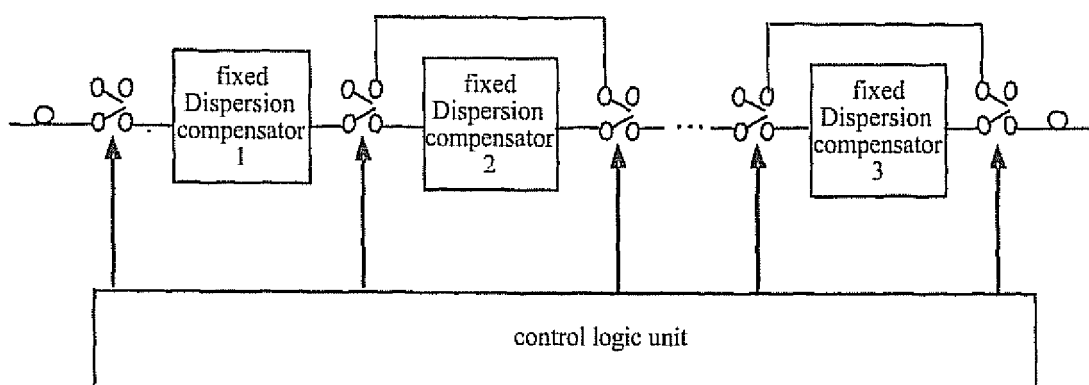 fixed
Dispersion
compensator
1
fixed
Dispersion
compensator
2
...
fixed
Dispersion
compensator
3
control logic unit